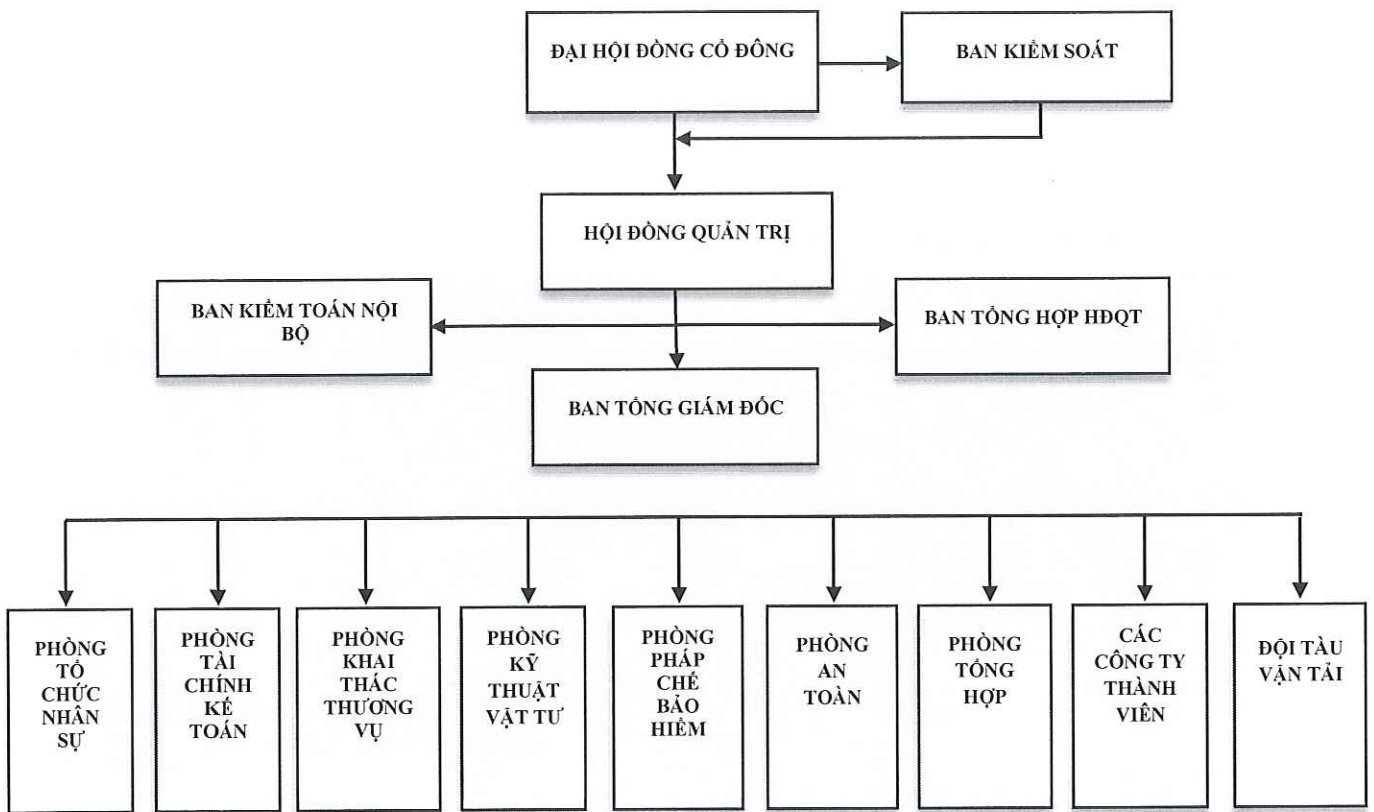 ĐẠI HỘI ĐỒNG CỔ ĐÔNG
BAN KIỂM SOÁT
HỘI ĐỒNG QUẢN TRỊ
BAN KIỂM TOÁN NỘI
BỘ
BAN TỔNG HỢP HĐQT
BAN TỔNG GIÁM ĐỐC
PHÒNG
TỔ
CHỨC
NHÂN
SỰ
PHÒNG
TÀI
CHÍNH
KẾ
TOÁN
PHÒNG
KHAI
THÁC
THƯƠNG
VỤ
PHÒNG
KỸ
THUẬT
VẬT TƯ
PHÒNG
PHÁP
CHẾ
BẢO
HIỂM
PHÒNG
AN
TOÀN
PHÒNG
TỔNG
HỢP
CÁC
CÔNG TY
THÀNH
VIÊN
ĐỘI TÀU
VẬN TẢI